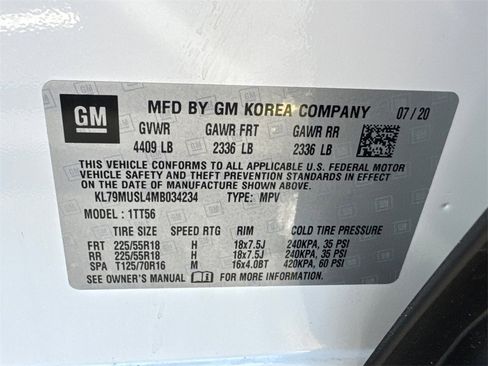 GM
MFD BY GM KOREA COMPANY 07/20
GVWR GAWR FRT GAWR RR
4409 LB 2336 LB 2336 LB
THIS VEHICLE CONFORMS TO ALL APPLICABLE U.S. FEDERAL MOTOR
VEHICLE SAFETY AND THEFT PREVENTION STANDARDS IN EFFECT
ON THE DATE OF MANUFACTURE SHOWN ABOVE.
KL79MUSL4MB034234 TYPE: MPV
MODEL: 1TT56
TIRE SIZE SPEED RTG RIM COLD TIRE PRESSURE
FRT 225/55R18 H 18x7.5J 240KPA, 35 PSI
RR 225/55R18 H 18x7.5J 240KPA, 35 PSI
SPA T125/70R16 M 16x4.0BT 420KPA, 60 PSI
SEE OWNER'S MANUAL FOR MORE INFORMATION.